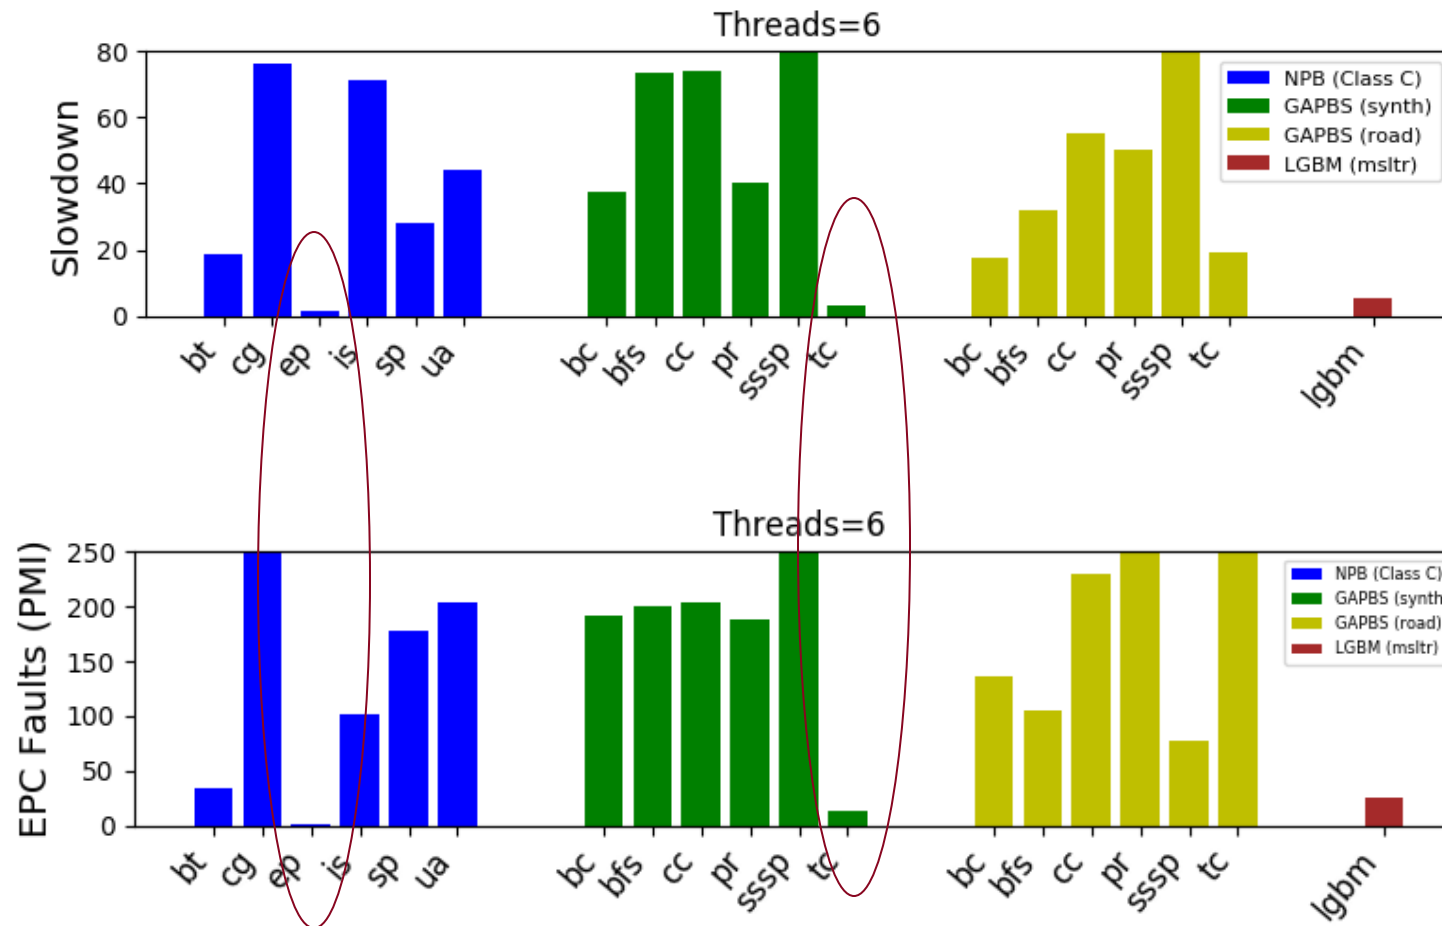 Threads=6
Slowdown
80
60
40
20
0
NPB (Class C)
GAPBS (synth)
GAPBS (road)
LGBM (msltr)
bt cg ep is sp ua bc bfs cc pr sssp tc bc bfs cc pr sssp tc lgbm
Threads=6
EPC Faults (PMI)
250
200
150
100
50
0
NPB (Class C)
GAPBS (synth
GAPBS (road)
LGBM (msltr)
bt cg ep is sp ua bc bfs cc pr sssp tc bc bfs cc pr sssp tc lgbm